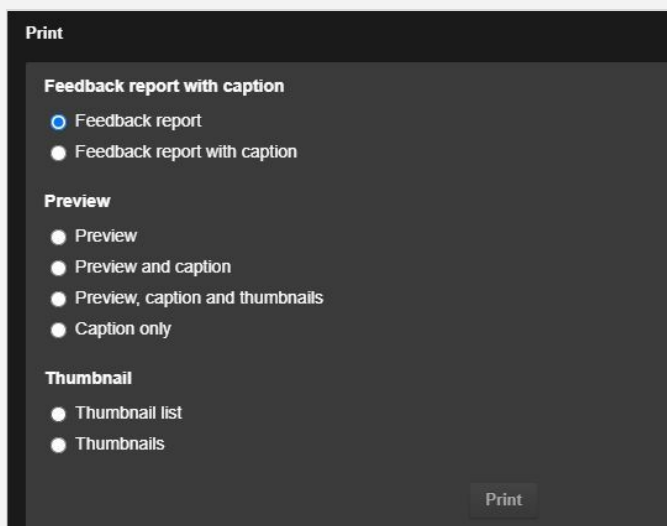 Print
Feedback report with caption
Feedback report
Feedback report with caption
Preview
Preview
Preview and caption
Preview, caption and thumbnails
Caption only
Thumbnail
Thumbnail list
Thumbnails
Print